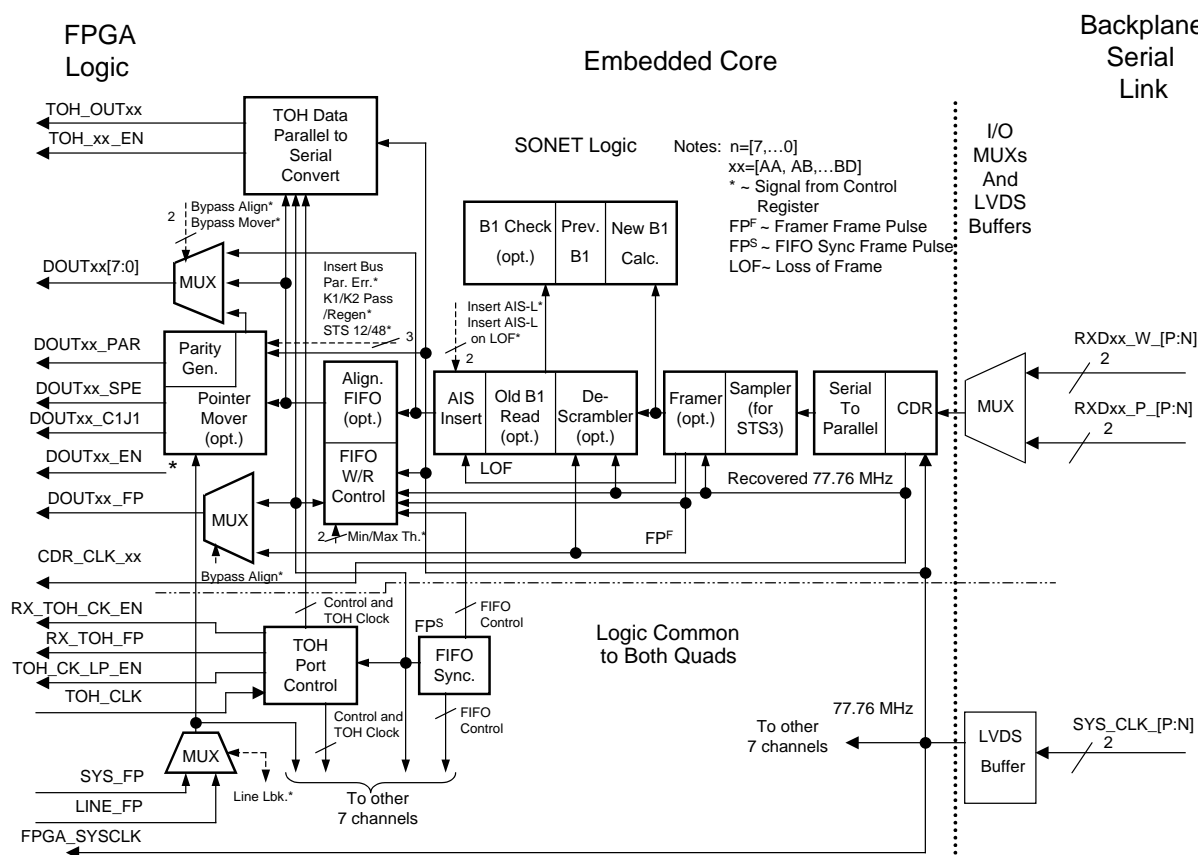 FPGA
Logic
Embedded Core
Backplane
Serial
Link
TOH_OUTxx
TOH_xx_EN
TOH Data
Parallel to
Serial
Convert
SONET Logic
Notes: n=[7,...0]
xx=[AA, AB,...BD]
* ~ Signal from Control
Register
FPF ~ Framer Frame Pulse
FPS ~ FIFO Sync Frame Pulse
LOF~ Loss of Frame
I/O
MUXs
And
LVDS
Buffers
2
Bypass Align*
Bypass Mover*
B1 Check
(opt.)
Prev.
B1
New B1
Calc.
DOUTxx[7:0]
MUX
Insert Bus
Par. Err.*
K1/K2 Pass
/Regen*
STS 12/48*
3
Insert AIS-L*
Insert AIS-L
on LOF*
2
DOUTxx_PAR
DOUTxx_SPE
DOUTxx_C1J1
DOUTxx_EN
*
Parity
Gen.
Pointer
Mover
(opt.)
Align.
FIFO
(opt.)
FIFO
W/R
Control
AIS
Insert
Old B1
Read
(opt.)
De-
Scrambler
(opt.)
Framer
(opt.)
Sampler
(for
STS3)
Serial
To
Parallel
CDR
MUX
RXDxx_W_[P:N]
2
RXDxx_P_[P:N]
2
LOF
Recovered 77.76 MHz
DOUTxx_FP
MUX
2
Min/Max Th.*
FPF
Bypass Align*
CDR_CLK_xx
RX_TOH_CK_EN
RX_TOH_FP
TOH_CK_LP_EN
TOH_CLK
Control and
TOH Clock
FPS
FIFO
Control
TOH
Port
Control
FIFO
Sync.
Logic Common
to Both Quads
Control and
TOH Clock
FIFO
Control
77.76 MHz
To other
7 channels
LVDS
Buffer
SYS_CLK_[P:N]
2
MUX
SYS_FP
LINE_FP
Line Lbk.*
To other
7 channels
FPGA_SYSCLK